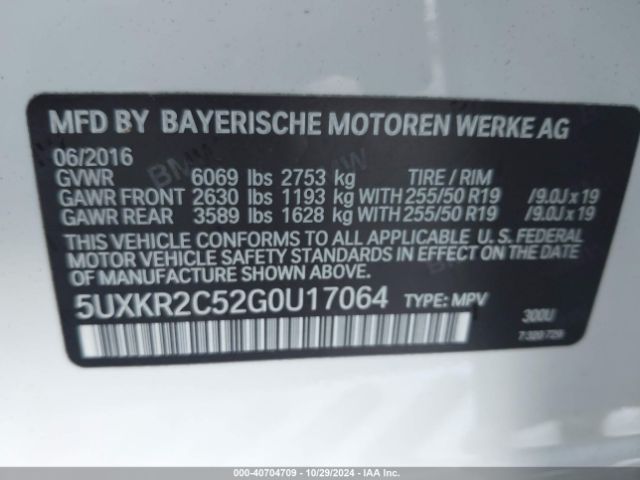 MFD BY BAYERISCHE MOTOREN WERKE AG
06/2016
GVWR 6069 lbs 2753 kg TIRE / RIM
GAWR FRONT 2630 lbs 1193 kg WITH 255/50 R19 /9.0J x 19
GAWR REAR 3589 lbs 1628 kg WITH 255/50 R19 /9.0J x 19
THIS VEHICLE CONFORMS TO ALL APPLICABLE U. S. FEDERAL
MOTOR VEHICLE SAFETY STANDARDS IN EFFECT ON THE DATE
OF MANUFACTURE SHOWN ABOVE.
5UXKR2C52G0U17064 TYPE: MPV
300U
000-40704709 - 10/29/2024 - IAA Inc.